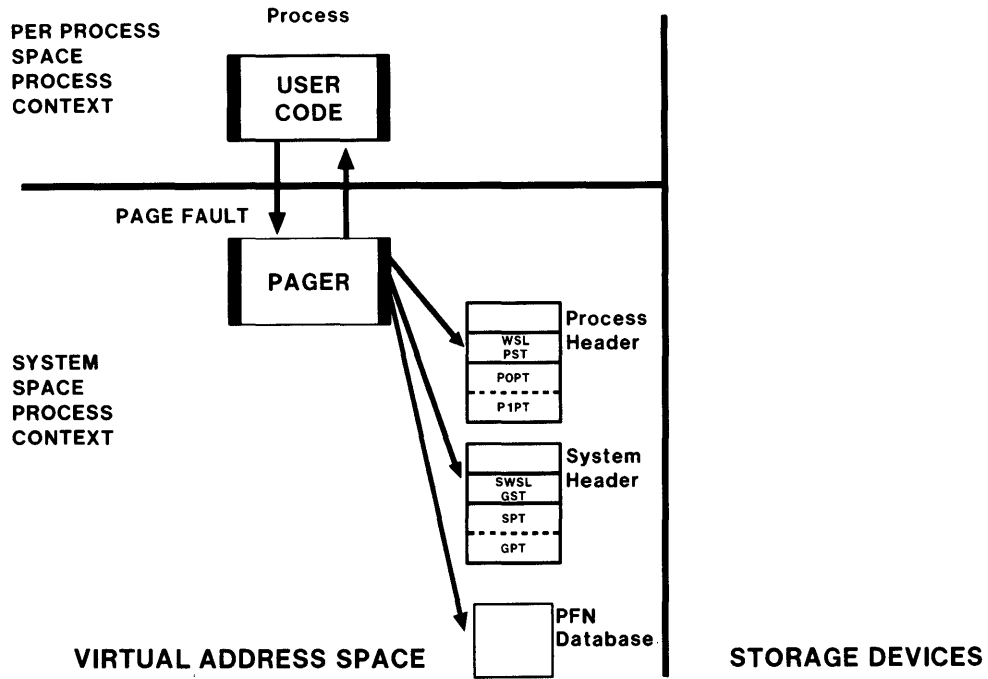 Process
PER PROCESS
SPACE
PROCESS
CONTEXT
USER
CODE
PAGE FAULT
PAGER
SYSTEM
SPACE
PROCESS
CONTEXT
Process
Header
WSL
PST
POPT
P1PT
System
Header
SWSL
GST
SPT
GPT
PFN
Database
VIRTUAL ADDRESS SPACE
STORAGE DEVICES